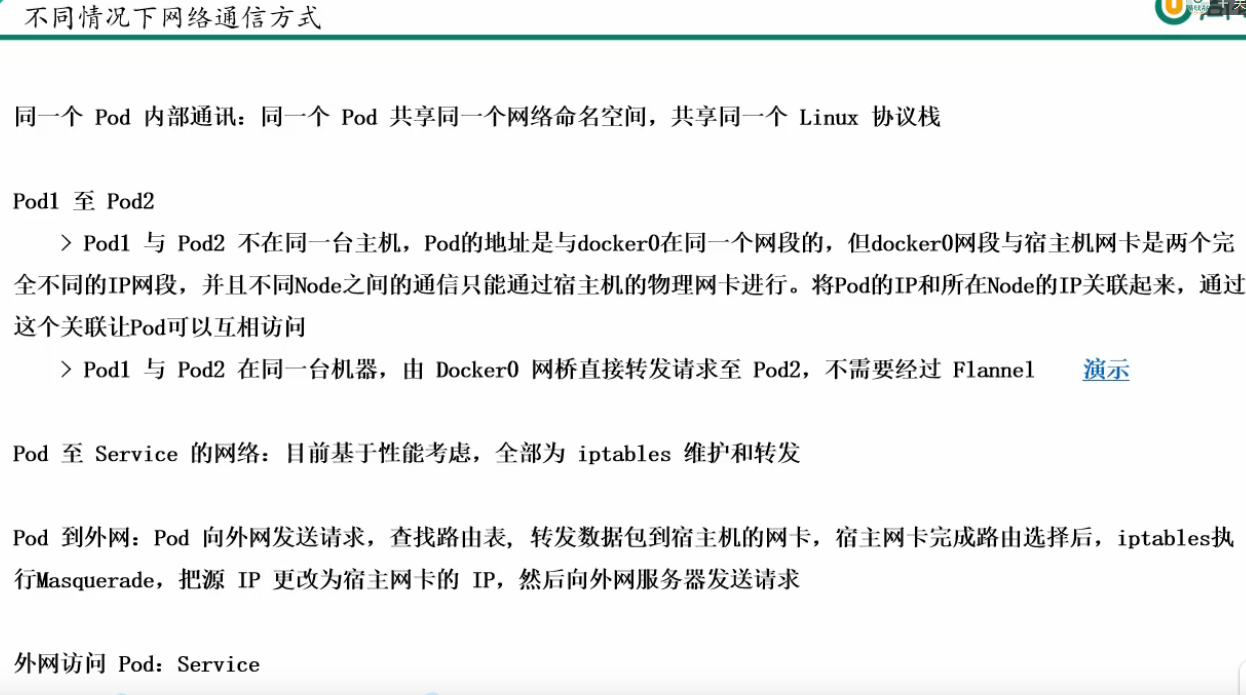 不同情况下网络通信方式
同一个 Pod 内部通讯：同一个 Pod 共享同一个网络命名空间，共享同一个 Linux 协议栈
Pod1 至 Pod2
> Pod1 与 Pod2 不在同一台主机，Pod的地址是与docker0在同一个网段的，但docker0网段与宿主机网卡是两个完
全不同的IP网段，并且不同Node之间的通信只能通过宿主机的物理网卡进行。将Pod的IP和所在Node的IP关联起来，通过
这个关联让Pod可以互相访问
> Pod1 与 Pod2 在同一台机器，由 Docker0 网桥直接转发请求至 Pod2，不需要经过 Flannel 演示
Pod 至 Service 的网络：目前基于性能考虑，全部为 iptables 维护和转发
Pod 到外网：Pod 向外网发送请求，查找路由表, 转发数据包到宿主机的网卡，宿主网卡完成路由选择后，iptables执
行Masquerade，把源 IP 更改为宿主网卡的 IP，然后向外网服务器发送请求
外网访问 Pod：Service